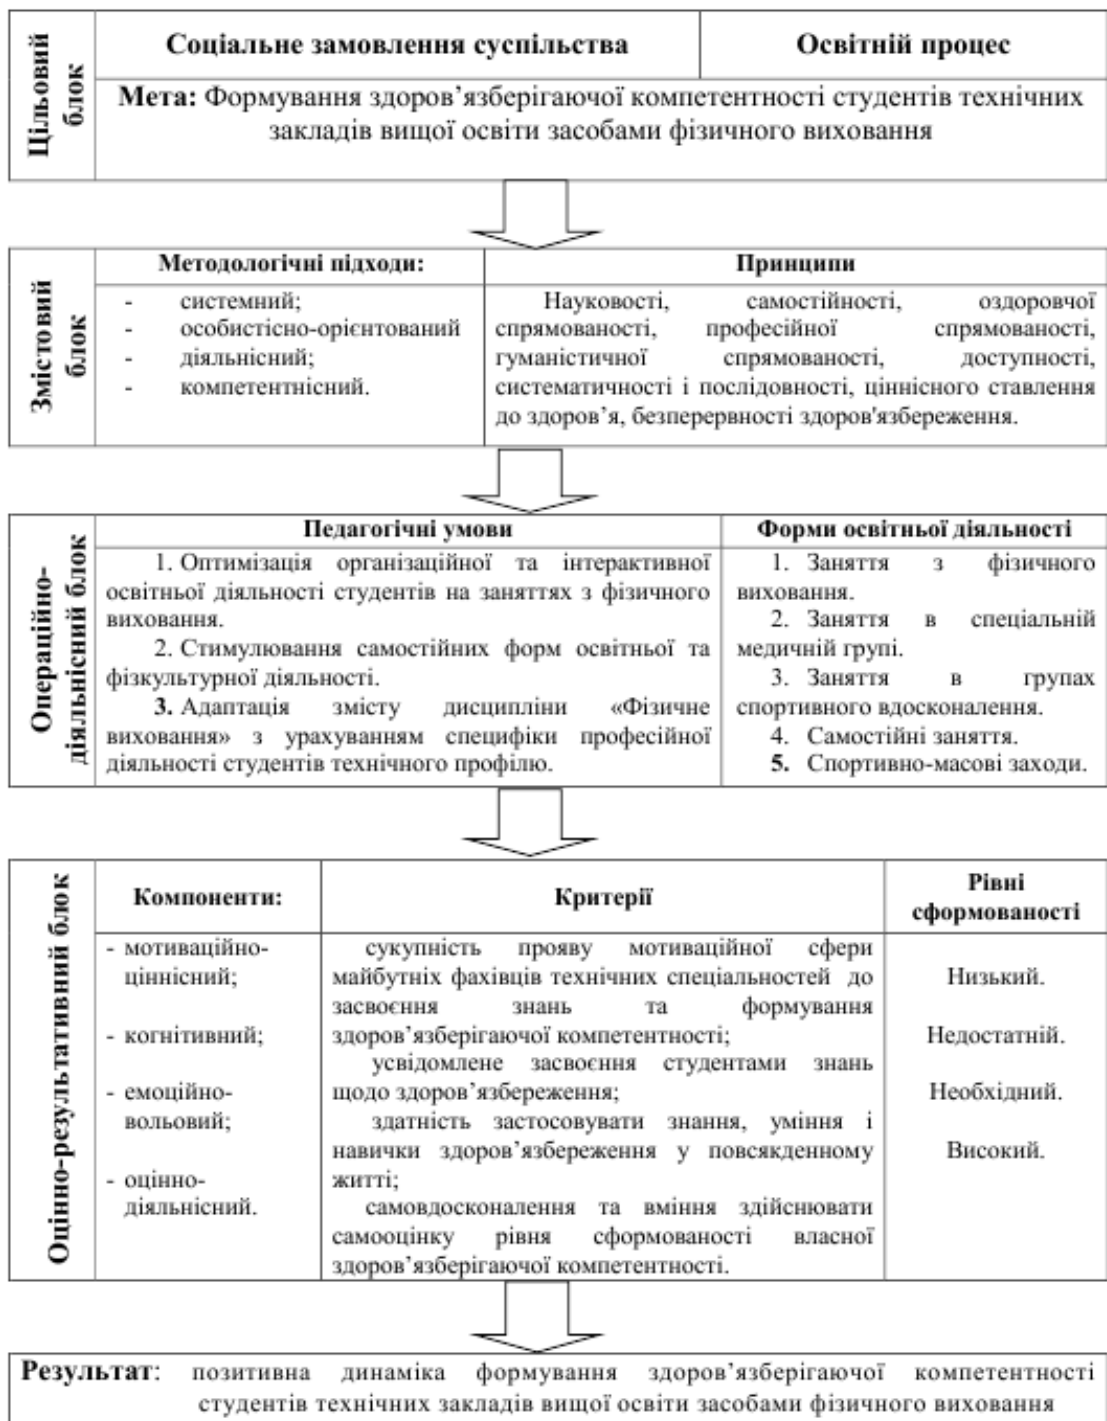 Цільовий
блок
Соціальне замовлення суспільства
Освітній процес
Мета: Формування здоров’язберігаючої компетентності студентів технічних
закладів вищої освіти засобами фізичного виховання
Змістовий
блок
Методологічні підходи:
- системний;
- особистісно-орієнтований
- діяльнісний;
- компетентнісний.
Принципи
Науковості, самостійності, оздоровчої
спрямованості, професійної спрямованості,
гуманістичної спрямованості, доступності,
систематичності і послідовності, ціннісного ставлення
до здоров’я, безперервності здоров'язбереження.
Операційно-
діяльнісний блок
Педагогічні умови
1. Оптимізація організаційної та інтерактивної
освітньої діяльності студентів на заняттях з фізичного
виховання.
2. Стимулювання самостійних форм освітньої та
фізкультурної діяльності.
3. Адаптація змісту дисципліни «Фізичне
виховання» з урахуванням специфіки професійної
діяльності студентів технічного профілю.
Форми освітньої діяльності
1. Заняття з фізичного
виховання.
2. Заняття в спеціальній
медичній групі.
3. Заняття в групах
спортивного вдосконалення.
4. Самостійні заняття.
5. Спортивно-масові заходи.
Оцінно-результативний блок
Компоненти:
- мотиваційно-
ціннісний;
- когнітивний;
- емоційно-
вольовий;
- оцінно-
діяльнісний.
Критерії
сукупність прояву мотиваційної сфери
майбутніх фахівців технічних спеціальностей до
засвоєння знань та формування
здоров’язберігаючої компетентності;
усвідомлене засвоєння студентами знань
щодо здоров’язбереження;
здатність застосовувати знання, уміння і
навички здоров’язбереження у повсякденному
житті;
самовдосконалення та вміння здійснювати
самооцінку рівня сформованості власної
здоров’язберігаючої компетентності.
Рівні
сформованості
Низький.
Недостатній.
Необхідний.
Високий.
Результат: позитивна динаміка формування здоров’язберігаючої компетентності
студентів технічних закладів вищої освіти засобами фізичного виховання